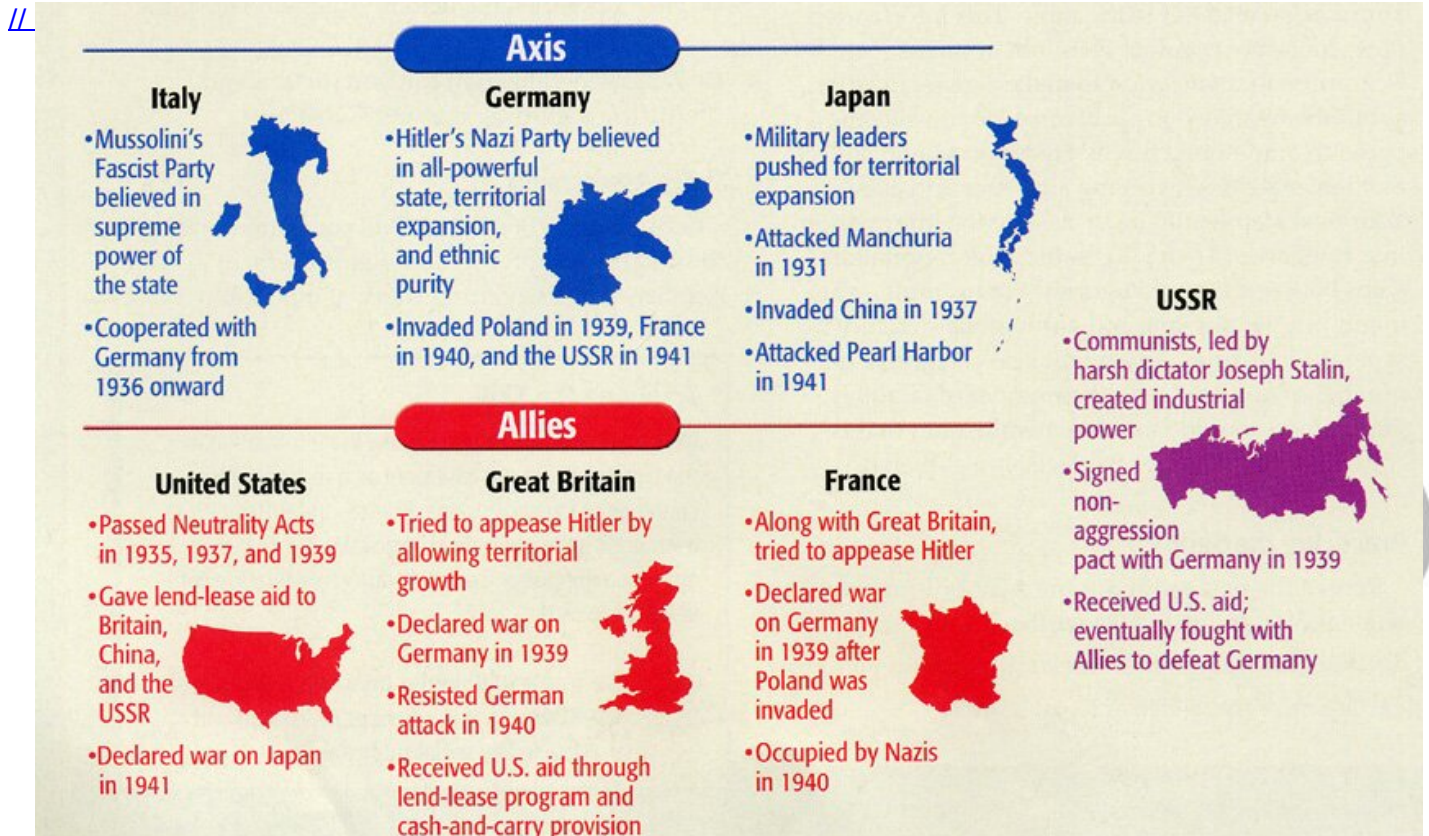 //
Axis
Italy
•Mussolini's
Fascist Party
believed in
supreme
power of
the state
•Cooperated with
Germany from
1936 onward
Germany
•Hitler's Nazi Party believed
in all-powerful
state, territorial
expansion,
and ethnic
purity
•Invaded Poland in 1939, France
in 1940, and the USSR in 1941
Japan
•Military leaders
pushed for territorial
expansion
•Attacked Manchuria
in 1931
•Invaded China in 1937
•Attacked Pearl Harbor
in 1941
Allies
United States
•Passed Neutrality Acts
in 1935, 1937, and 1939
•Gave lend-lease aid to
Britain,
China,
and the
USSR
•Declared war on Japan
in 1941
Great Britain
•Tried to appease Hitler by
allowing territorial
growth
•Declared war on
Germany in 1939
•Resisted German
attack in 1940
•Received U.S. aid through
lend-lease program and
cash-and-carry provision
France
•Along with Great Britain,
tried to appease Hitler
•Declared war
on Germany
in 1939 after
Poland was
invaded
•Occupied by Nazis
in 1940
USSR
•Communists, led by
harsh dictator Joseph Stalin,
created industrial
power
•Signed
non-
aggression
pact with Germany in 1939
•Received U.S. aid;
eventually fought with
Allies to defeat Germany